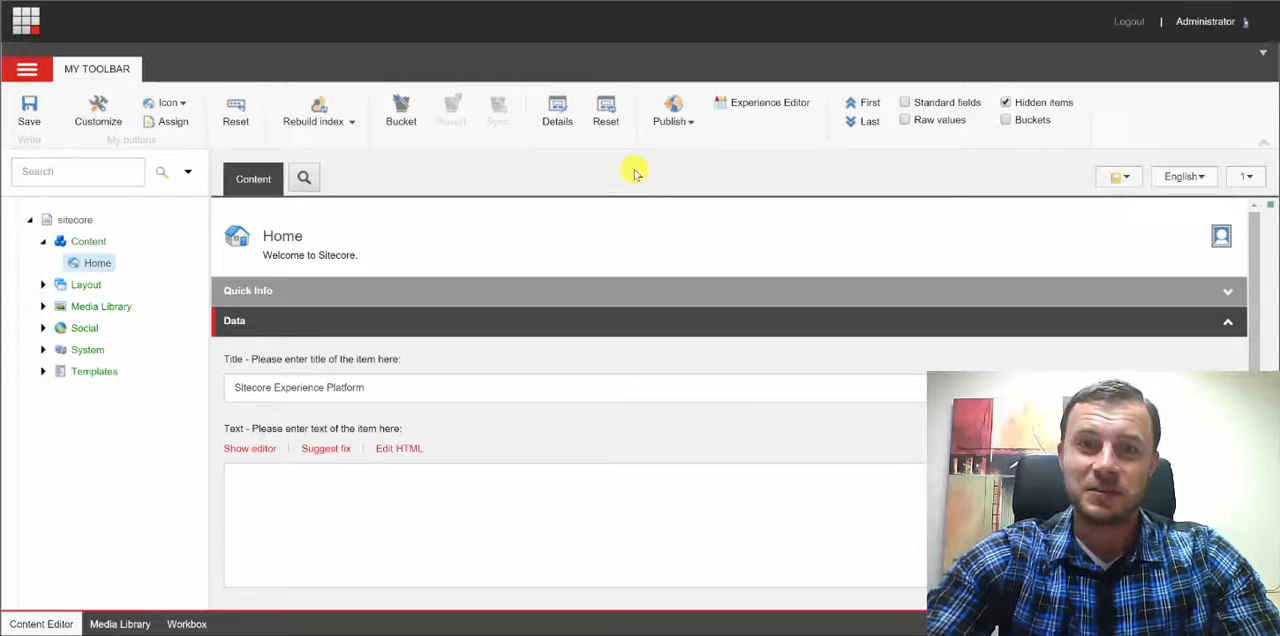 Logout | Administrator
MY TOOLBAR
Icon
First
Standard fields
Hidden items
Experience Editor
Save
Customize
Assign
Reset
Rebuild index
Bucket
Revert
Sync
Details
Reset
Publish
Last
Raw values
Buckets
Write
My buttons
Search
Content
English
1
sitecore
Content
Home
Layout
Media Library
Social
System
Templates
Home
Welcome to Sitecore.
Quick Info
Data
Title - Please enter title of the item here:
Sitecore Experience Platform
Text - Please enter text of the item here:
Show editor | Suggest fix | Edit HTML
Content Editor
Media Library
Workbox